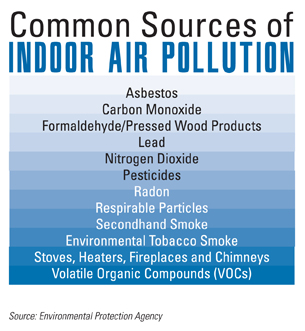 Common Sources of
INDOOR AIR POLLUTION
Asbestos
Carbon Monoxide
Formaldehyde/Pressed Wood Products
Lead
Nitrogen Dioxide
Pesticides
Radon
Respirable Particles
Secondhand Smoke
Environmental Tobacco Smoke
Stoves, Heaters, Fireplaces and Chimneys
Volatile Organic Compounds (VOCs)
Source: Environmental Protection Agency